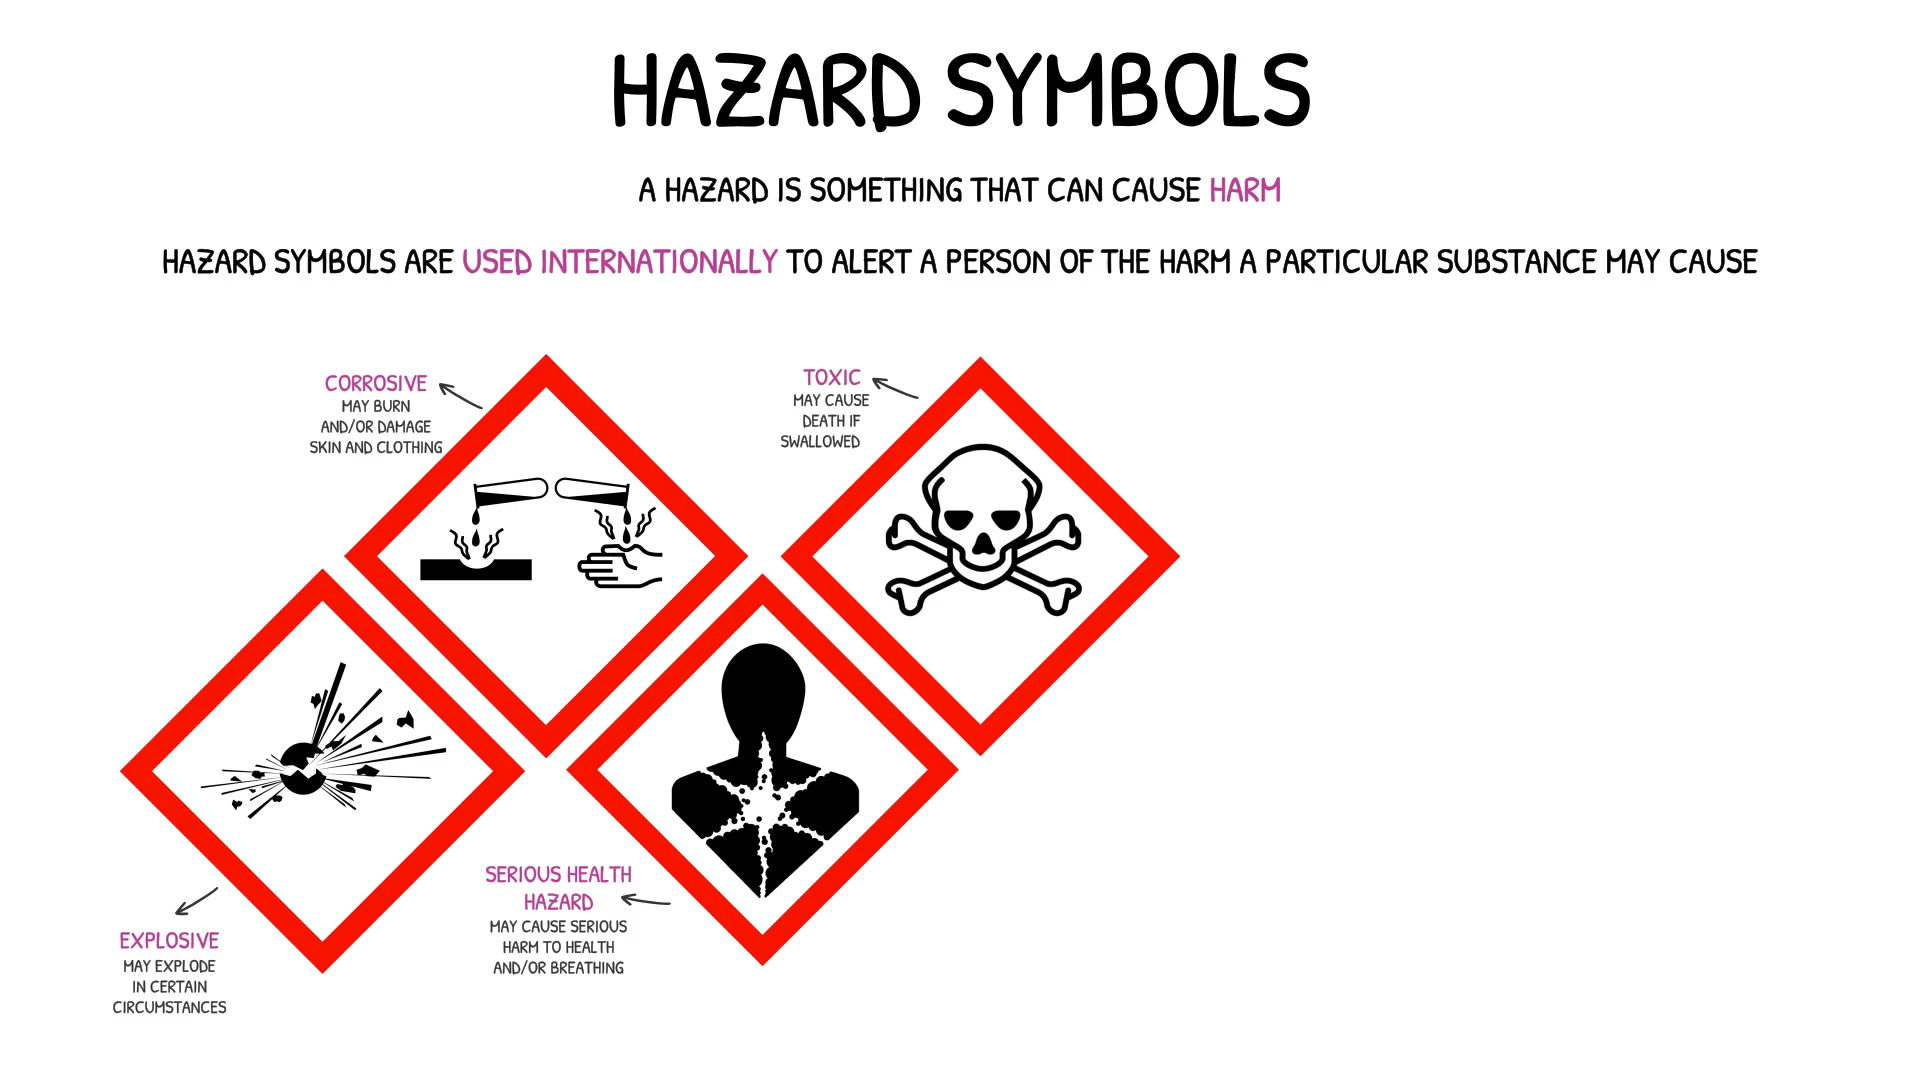 HAZARD SYMBOLS
A HAZARD IS SOMETHING THAT CAN CAUSE HARM
HAZARD SYMBOLS ARE USED INTERNATIONALLY TO ALERT A PERSON OF THE HARM A PARTICULAR SUBSTANCE MAY CAUSE
CORROSIVE
MAY BURN
AND/OR DAMAGE
SKIN AND CLOTHING
TOXIC
MAY CAUSE
DEATH IF
SWALLOWED
EXPLOSIVE
MAY EXPLODE
IN CERTAIN
CIRCUMSTANCES
SERIOUS HEALTH
HAZARD
MAY CAUSE SERIOUS
HARM TO HEALTH
AND/OR BREATHING